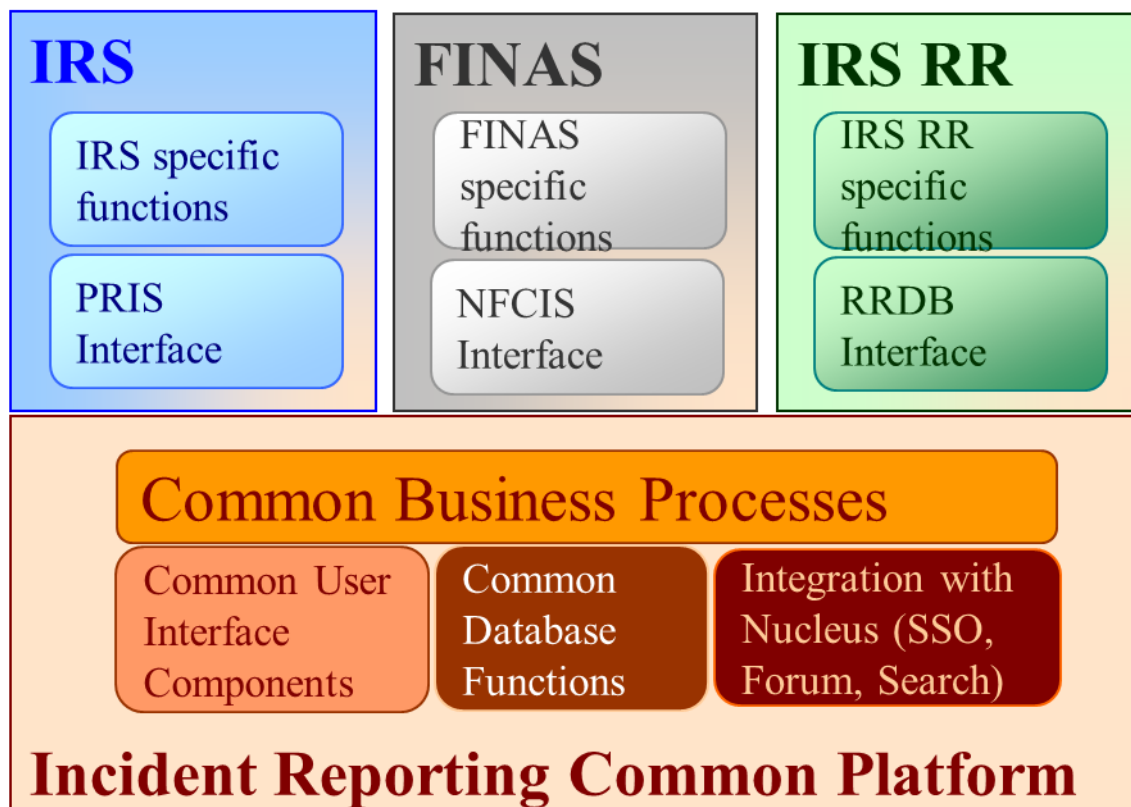 IRS
IRS specific
functions
PRIS
Interface
FINAS
FINAS
specific
functions
NFCIS
Interface
IRS RR
IRS RR
specific
functions
RRDB
Interface
Common Business Processes
Common User
Interface
Components
Common
Database
Functions
Integration with
Nucleus (SSO,
Forum, Search)
Incident Reporting Common Platform